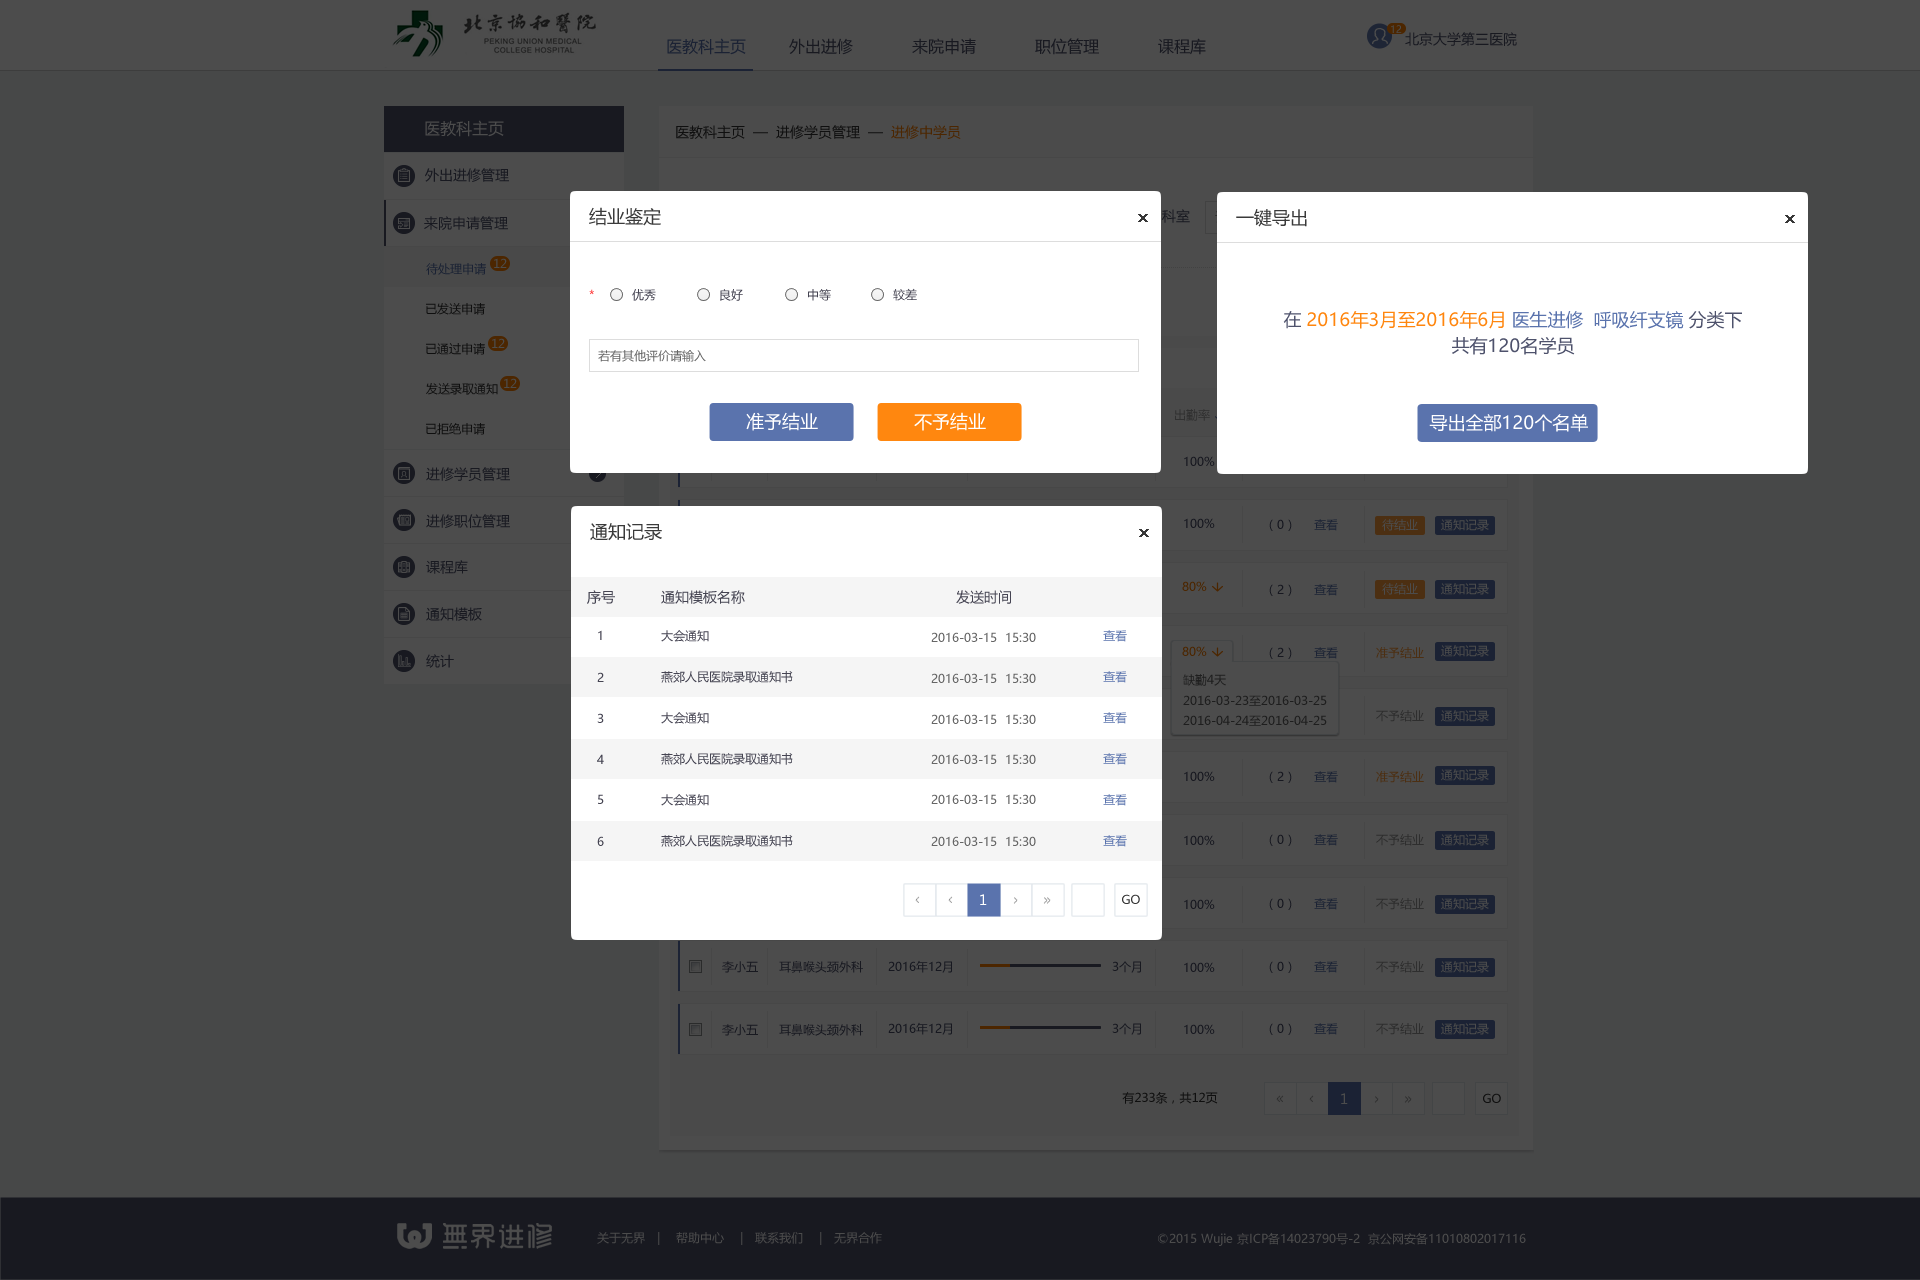 北京協和醫院
PEKING UNION MEDICAL
COLLEGE HOSPITAL
医教科主页 外出进修 来院申请 职位管理 课程库
12
北京大学第三医院
医教科主页
外出进修管理
来院申请管理
待处理申请 12
已发送申请
已通过申请 12
发送录取通知 12
已拒绝申请
进修学员管理
进修职位管理
课程库
通知模板
统计
医教科主页 — 进修学员管理 — 进修中学员
科室
结业鉴定
* 优秀 良好 中等 较差
若有其他评价请输入
准予结业 不予结业
一键导出
在 2016年3月至2016年6月 医生进修 呼吸纤支镜 分类下
共有120名学员
导出全部120个名单
出勤率
100%
100% ( 0 ) 查看 待结业 通知记录
80% ↓ ( 2 ) 查看 待结业 通知记录
80% ↓ ( 2 ) 查看 准予结业 通知记录
缺勤4天
2016-03-23至2016-03-25
2016-04-24至2016-04-25
不予结业 通知记录
100% ( 2 ) 查看 准予结业 通知记录
100% ( 0 ) 查看 不予结业 通知记录
100% ( 0 ) 查看 不予结业 通知记录
通知记录
序号 通知模板名称 发送时间
1 大会通知 2016-03-15 15:30 查看
2 燕郊人民医院录取通知书 2016-03-15 15:30 查看
3 大会通知 2016-03-15 15:30 查看
4 燕郊人民医院录取通知书 2016-03-15 15:30 查看
5 大会通知 2016-03-15 15:30 查看
6 燕郊人民医院录取通知书 2016-03-15 15:30 查看
‹ ‹ 1 › » GO
李小五 耳鼻喉头颈外科 2016年12月 3个月 100% ( 0 ) 查看 不予结业 通知记录
李小五 耳鼻喉头颈外科 2016年12月 3个月 100% ( 0 ) 查看 不予结业 通知记录
有233条，共12页 « ‹ 1 › » GO
無界进修
关于无界 | 帮助中心 | 联系我们 | 无界合作
©2015 Wujie 京ICP备14023790号-2 京公网安备11010802017116